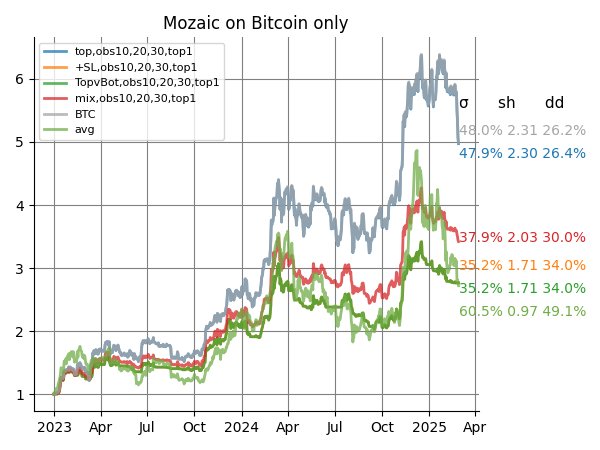 Mozaic on Bitcoin only
top,obs10,20,30,top1
+SL,obs10,20,30,top1
TopvBot,obs10,20,30,top1
mix,obs10,20,30,top1
BTC
avg
6
5
4
3
2
1
σ sh dd
48.0% 2.31 26.2%
47.9% 2.30 26.4%
37.9% 2.03 30.0%
35.2% 1.71 34.0%
35.2% 1.71 34.0%
60.5% 0.97 49.1%
2023 Apr Jul Oct 2024 Apr Jul Oct 2025 Apr